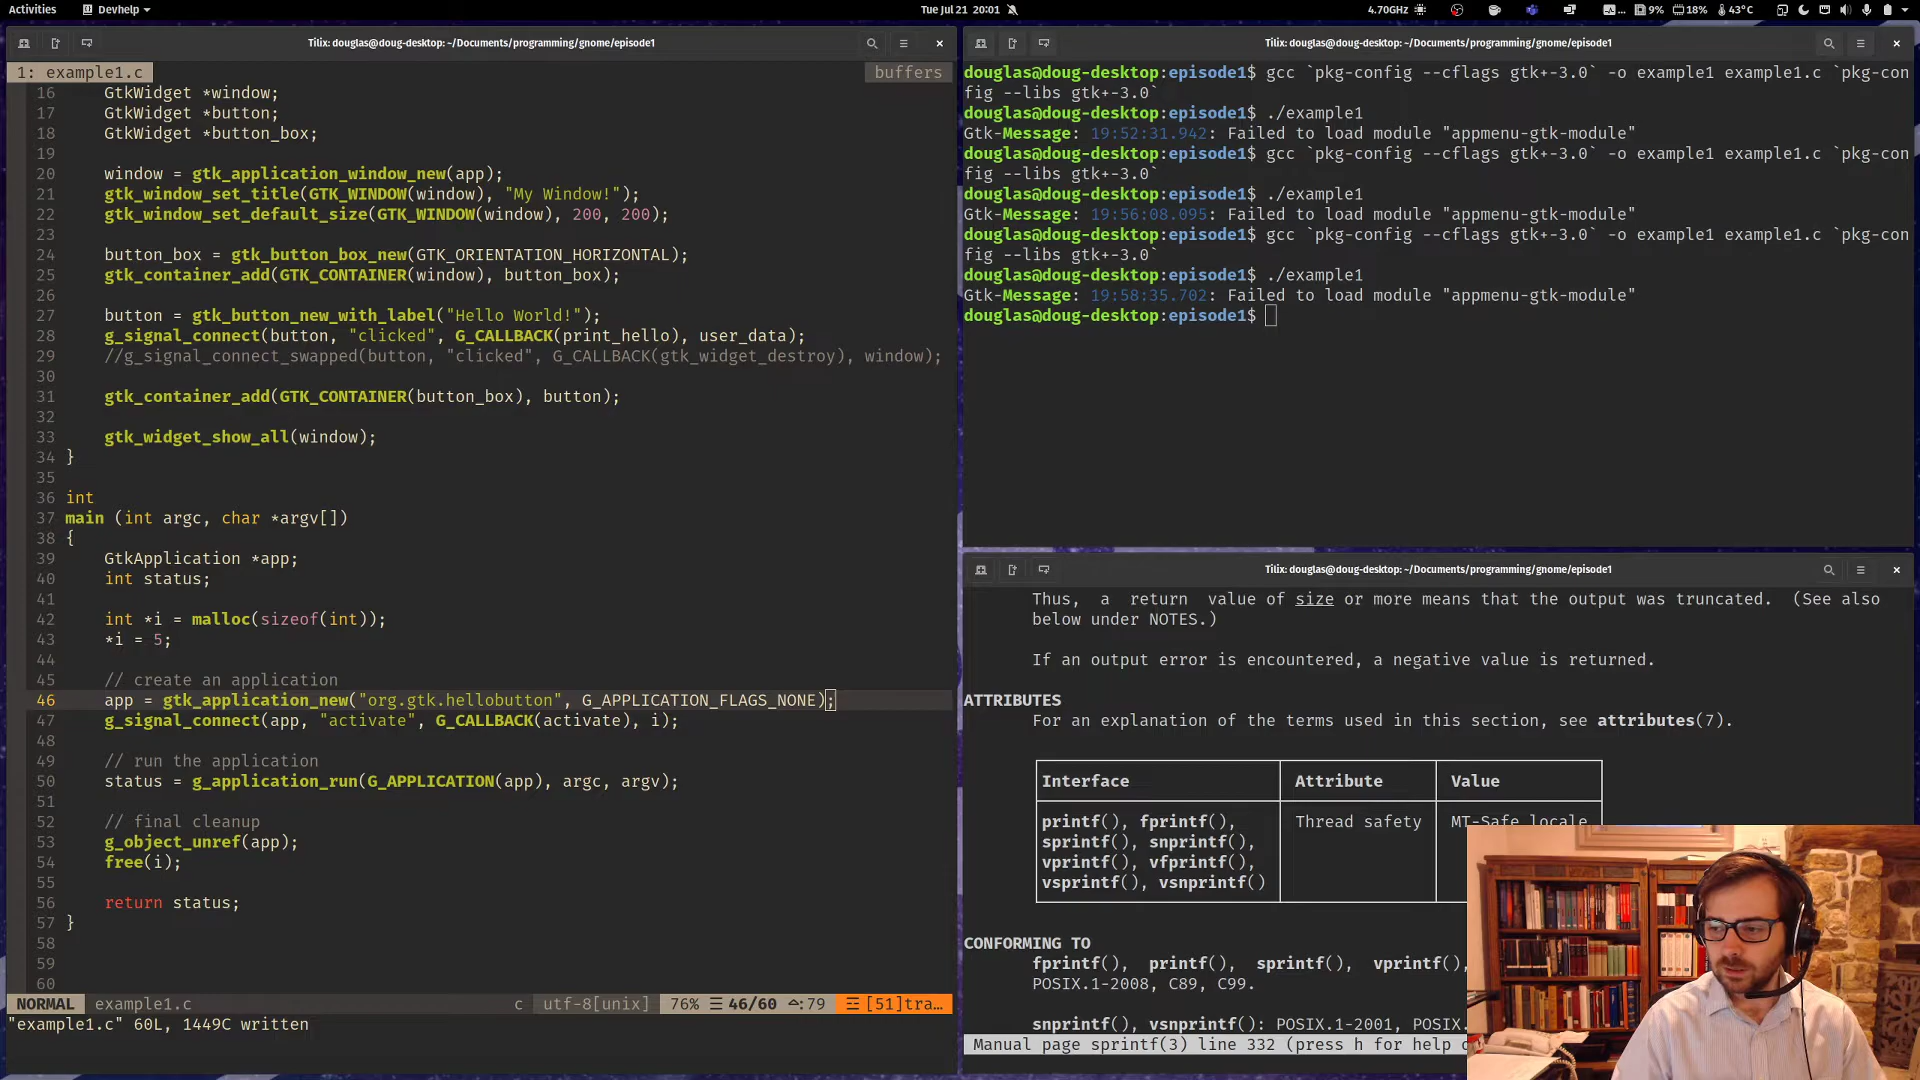 Activities
Devhelp
Tue Jul 21 20:01
4.70GHz
9%
18%
43°C
Tilix: douglas@doug-desktop: ~/Documents/programming/gnome/episode1
1: example1.c
buffers
16 GtkWidget *window;
17 GtkWidget *button;
18 GtkWidget *button_box;
19
20 window = gtk_application_window_new(app);
21 gtk_window_set_title(GTK_WINDOW(window), "My Window!");
22 gtk_window_set_default_size(GTK_WINDOW(window), 200, 200);
23
24 button_box = gtk_button_box_new(GTK_ORIENTATION_HORIZONTAL);
25 gtk_container_add(GTK_CONTAINER(window), button_box);
26
27 button = gtk_button_new_with_label("Hello World!");
28 g_signal_connect(button, "clicked", G_CALLBACK(print_hello), user_data);
29 //g_signal_connect_swapped(button, "clicked", G_CALLBACK(gtk_widget_destroy), window);
30
31 gtk_container_add(GTK_CONTAINER(button_box), button);
32
33 gtk_widget_show_all(window);
34 }
35
36 int
37 main (int argc, char *argv[])
38 {
39 GtkApplication *app;
40 int status;
41
42 int *i = malloc(sizeof(int));
43 *i = 5;
44
45 // create an application
46 app = gtk_application_new("org.gtk.hellobutton", G_APPLICATION_FLAGS_NONE);
47 g_signal_connect(app, "activate", G_CALLBACK(activate), i);
48
49 // run the application
50 status = g_application_run(G_APPLICATION(app), argc, argv);
51
52 // final cleanup
53 g_object_unref(app);
54 free(i);
55
56 return status;
57 }
58
59
60
NORMAL example1.c c utf-8[unix] 76% ☰ 46/60 :79 ☲ [51]tra…
"example1.c" 60L, 1449C written
Tilix: douglas@doug-desktop: ~/Documents/programming/gnome/episode1
douglas@doug-desktop:episode1$ gcc `pkg-config --cflags gtk+-3.0` -o example1 example1.c `pkg-con
fig --libs gtk+-3.0`
douglas@doug-desktop:episode1$ ./example1
Gtk-Message: 19:52:31.942: Failed to load module "appmenu-gtk-module"
douglas@doug-desktop:episode1$ gcc `pkg-config --cflags gtk+-3.0` -o example1 example1.c `pkg-con
fig --libs gtk+-3.0`
douglas@doug-desktop:episode1$ ./example1
Gtk-Message: 19:56:08.095: Failed to load module "appmenu-gtk-module"
douglas@doug-desktop:episode1$ gcc `pkg-config --cflags gtk+-3.0` -o example1 example1.c `pkg-con
fig --libs gtk+-3.0`
douglas@doug-desktop:episode1$ ./example1
Gtk-Message: 19:58:35.702: Failed to load module "appmenu-gtk-module"
douglas@doug-desktop:episode1$
Tilix: douglas@doug-desktop: ~/Documents/programming/gnome/episode1
Thus, a return value of size or more means that the output was truncated. (See also
below under NOTES.)
If an output error is encountered, a negative value is returned.
ATTRIBUTES
For an explanation of the terms used in this section, see attributes(7).
Interface Attribute Value
printf(), fprintf(), Thread safety MT-Safe locale
sprintf(), snprintf(),
vprintf(), vfprintf(),
vsprintf(), vsnprintf()
CONFORMING TO
fprintf(), printf(), sprintf(), vprintf(),
POSIX.1-2008, C89, C99.
snprintf(), vsnprintf(): POSIX.1-2001, POSIX.
Manual page sprintf(3) line 332 (press h for help